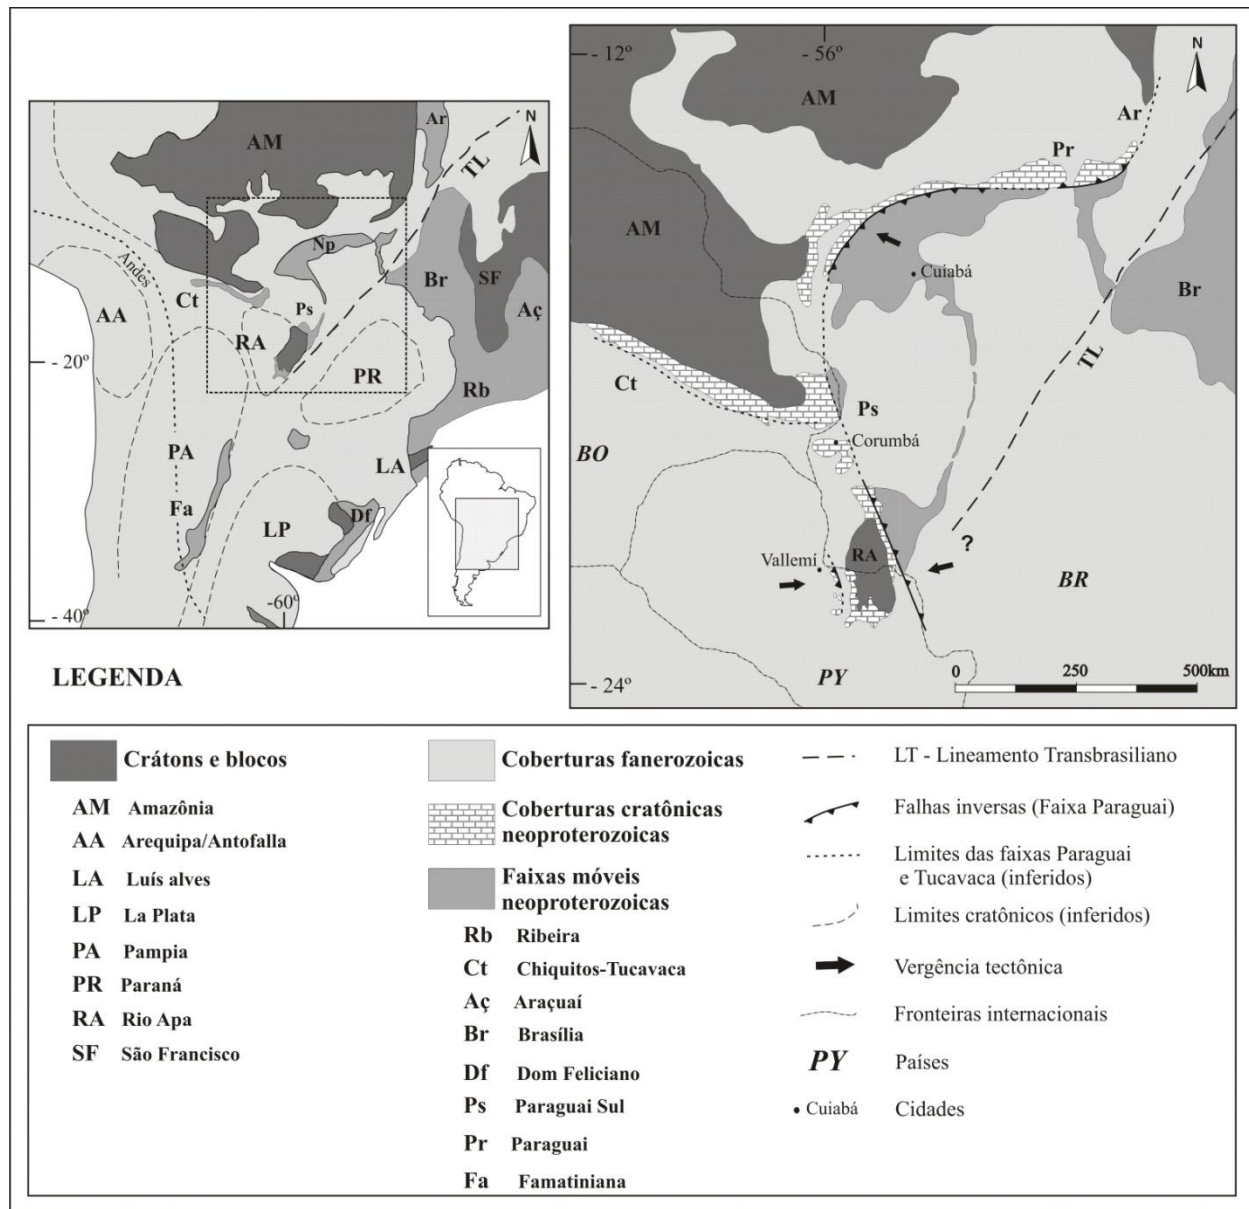 Ar
AM
N
TL
Np
Andes
Br
SF
Ct
Aç
AA
Ps
RA
- 20º
PR
Rb
PA
LA
Fa
Df
LP
-60º
- 40º
- 12º
- 56º
N
AM
Ar
Pr
AM
Cuiabá
Br
TL
Ct
Ps
BO
Corumbá
?
Vallemí
RA
BR
0 250 500km
PY
- 24º
LEGENDA
Crátons e blocos
AM Amazônia
AA Arequipa/Antofalla
LA Luís alves
LP La Plata
PA Pampia
PR Paraná
RA Rio Apa
SF São Francisco
Coberturas fanerozoicas
Coberturas cratônicas
neoproterozoicas
Faixas móveis
neoproterozoicas
Rb Ribeira
Ct Chiquitos-Tucavaca
Aç Araçuaí
Br Brasília
Df Dom Feliciano
Ps Paraguai Sul
Pr Paraguai
Fa Famatiniana
LT - Lineamento Transbrasiliano
Falhas inversas (Faixa Paraguai)
Limites das faixas Paraguai
e Tucavaca (inferidos)
Limites cratônicos (inferidos)
Vergência tectônica
Fronteiras internacionais
PY Países
Cuiabá Cidades